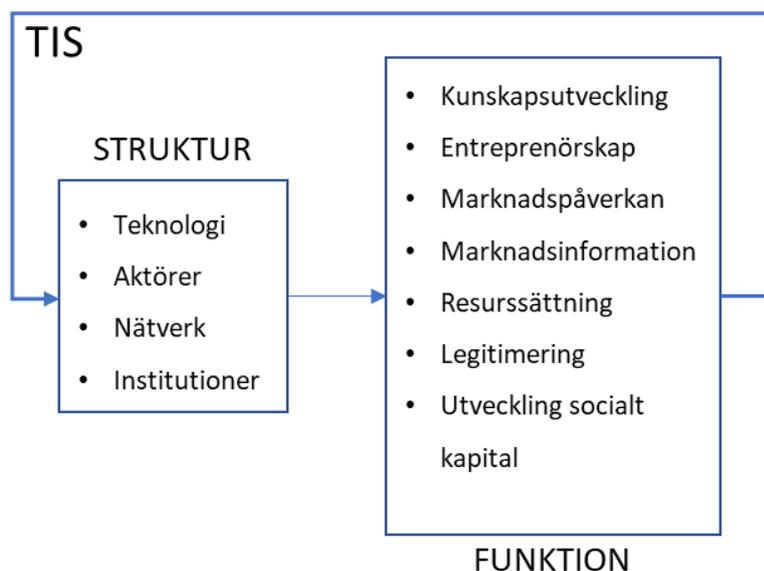 TIS
STRUKTUR
• Teknologi
• Aktörer
• Nätverk
• Institutioner
• Kunskapsutveckling
• Entreprenörskap
• Marknadspåverkan
• Marknadsinformation
• Resurssättning
• Legitimering
• Utveckling socialt
kapital
FUNKTION